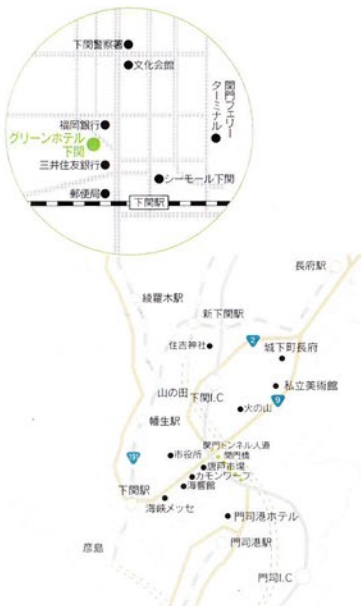 下関警察署
文化会館
関門フェリー
ターミナル
福岡銀行
グリーンホテル
下関
三井住友銀行
シーモール下関
郵便局
下関駅
長府駅
綾羅木駅
新下関駅
住吉神社
2
城下町長府
私立美術館
山の田
下関I.C
9
火の山
幡生駅
関門トンネル人道
関門橋
市役所
191
唐戸市場
カモンワーフ
海響館
下関駅
海峡メッセ
門司港ホテル
彦島
門司港駅
門司I.C